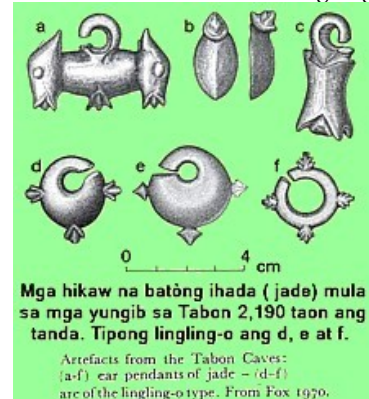 a
b
c
d
e
f
0 4
cm
Mga hikaw na batòng ihada ( jade) mula
sa mga yungib sa Tabon 2,190 taon ang
tanda. Tipong lingling-o ang d, e at f.
Artefacts from the Tabon Caves:
(a-f) ear pendants of jade – (d-f)
are of the lingling-o type. From Fox 1970.